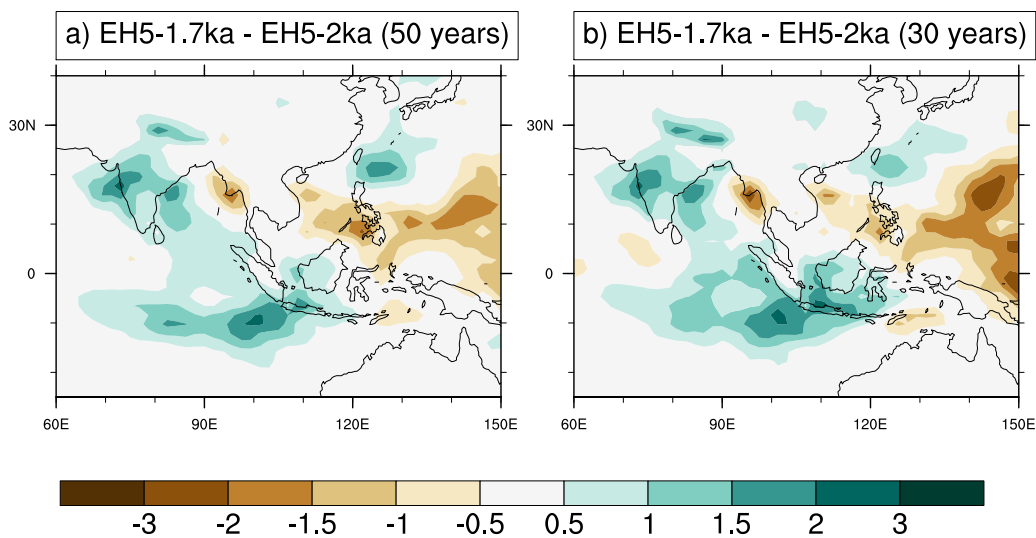 a) EH5-1.7ka - EH5-2ka (50 years)
b) EH5-1.7ka - EH5-2ka (30 years)
30N
0
60E 90E 120E 150E
30N
0
60E 90E 120E 150E
-3 -2 -1.5 -1 -0.5 0.5 1 1.5 2 3